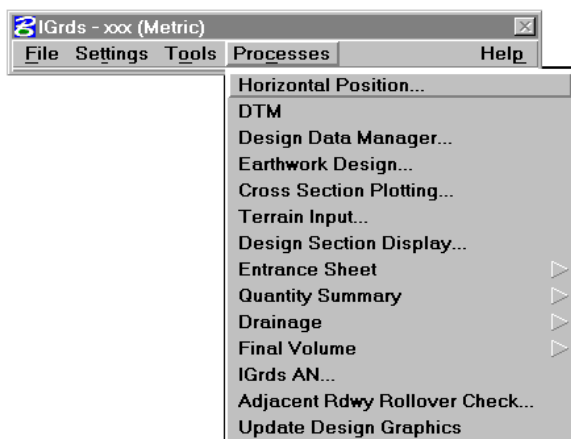 IGrds - xxx (Metric)
File Settings Tools Processes Help
Horizontal Position...
DTM
Design Data Manager...
Earthwork Design...
Cross Section Plotting...
Terrain Input...
Design Section Display...
Entrance Sheet
Quantity Summary
Drainage
Final Volume
IGrds AN...
Adjacent Rdwy Rollover Check...
Update Design Graphics